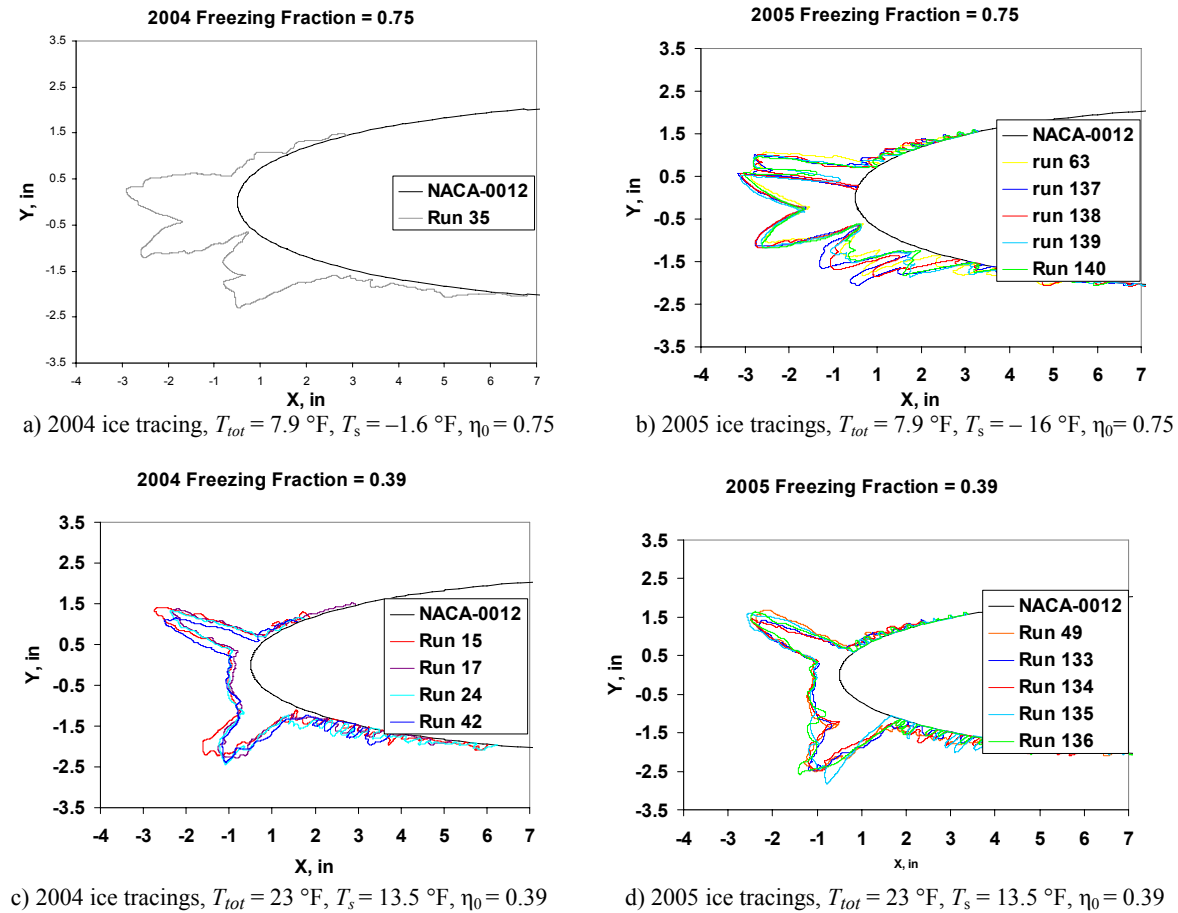 2004 Freezing Fraction = 0.75
3.5
2.5
1.5
0.5
-0.5
-1.5
-2.5
-3.5
Y, in
-4 -3 -2 -1 0 1 2 3 4 5 6 7
X, in
NACA-0012
Run 35
a) 2004 ice tracing, Ttot = 7.9 °F, Ts = –1.6 °F, η0 = 0.75
2005 Freezing Fraction = 0.75
3.5
2.5
1.5
0.5
-0.5
-1.5
-2.5
-3.5
Y, in
-4 -3 -2 -1 0 1 2 3 4 5 6 7
X, in
NACA-0012
run 63
run 137
run 138
run 139
Run 140
b) 2005 ice tracings, Ttot = 7.9 °F, Ts = – 16 °F, η0= 0.75
2004 Freezing Fraction = 0.39
3.5
2.5
1.5
0.5
-0.5
-1.5
-2.5
-3.5
Y, in
-4 -3 -2 -1 0 1 2 3 4 5 6 7
X, in
NACA-0012
Run 15
Run 17
Run 24
Run 42
c) 2004 ice tracings, Ttot = 23 °F, Ts = 13.5 °F, η0 = 0.39
2005 Freezing Fraction = 0.39
3.5
2.5
1.5
0.5
-0.5
-1.5
-2.5
-3.5
Y, in
-4 -3 -2 -1 0 1 2 3 4 5 6 7
X, in
NACA-0012
Run 49
Run 133
Run 134
Run 135
Run 136
d) 2005 ice tracings, Ttot = 23 °F, Ts = 13.5 °F, η0 = 0.39